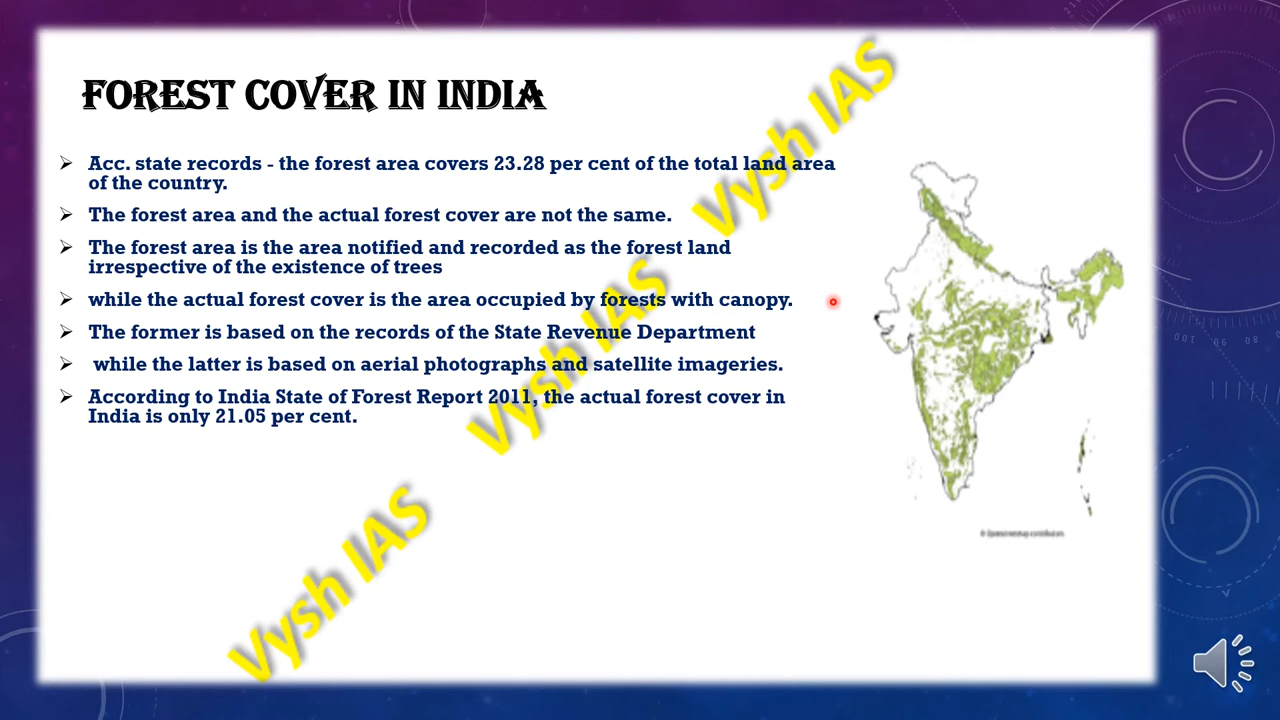 FOREST COVER IN INDIA
Acc. state records - the forest area covers 23.28 per cent of the total land area
of the country.
The forest area and the actual forest cover are not the same.
The forest area is the area notified and recorded as the forest land
irrespective of the existence of trees
while the actual forest cover is the area occupied by forests with canopy.
The former is based on the records of the State Revenue Department
while the latter is based on aerial photographs and satellite imageries.
According to India State of Forest Report 2011, the actual forest cover in
India is only 21.05 per cent.
Vysh IAS
Vysh IAS
Vysh IAS
© Openstreetmap contributors
80 90 100